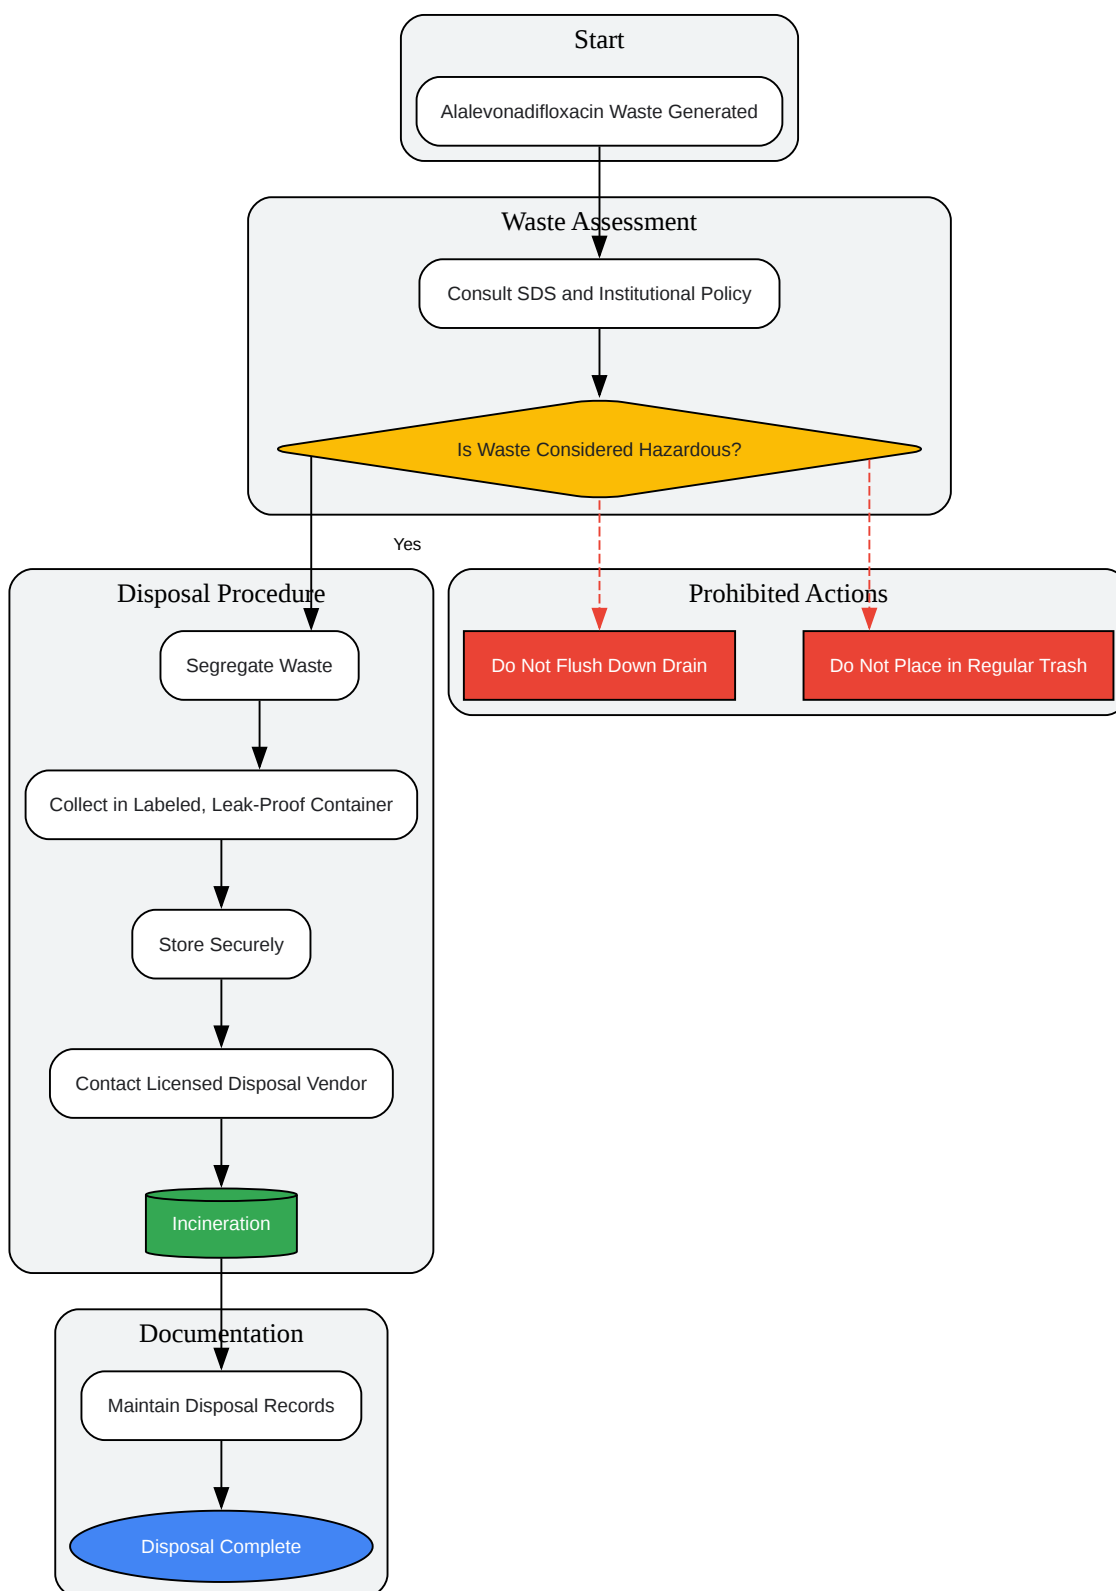 Start
Alalevonadifloxacin Waste Generated
Waste Assessment
Consult SDS and Institutional Policy
Is Waste Considered Hazardous?
Yes
Disposal Procedure
Prohibited Actions
Segregate Waste
Do Not Flush Down Drain
Do Not Place in Regular Trash
Collect in Labeled, Leak-Proof Container
Store Securely
Contact Licensed Disposal Vendor
Incineration
Documentation
Maintain Disposal Records
Disposal Complete